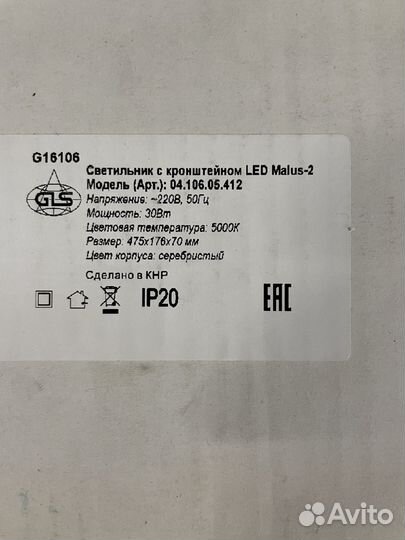 G16106
GLS
Светильник с кронштейном LED Malus-2
Модель (Арт.): 04.106.05.412
Напряжение: ~220В, 50Гц
Мощность: 30Вт
Цветовая температура: 5000К
Размер: 475х176х70 мм
Цвет корпуса: серебристый
Сделано в КНР
IP20
EAC
Avito